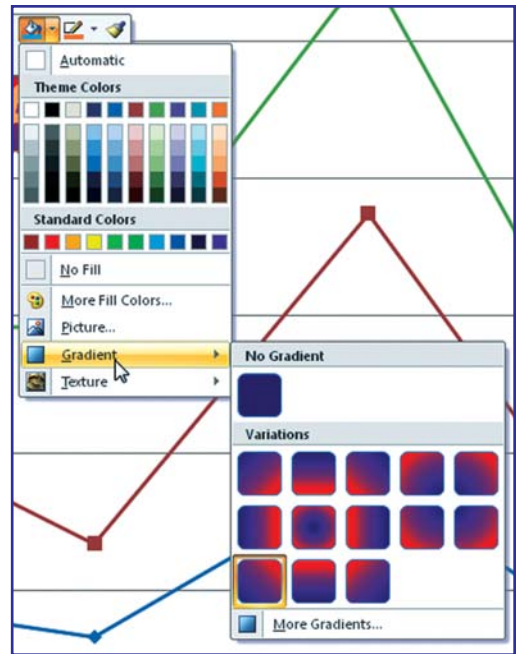 Automatic
Theme Colors
Standard Colors
No Fill
More Fill Colors...
Picture...
Gradient
Texture
No Gradient
Variations
More Gradients...